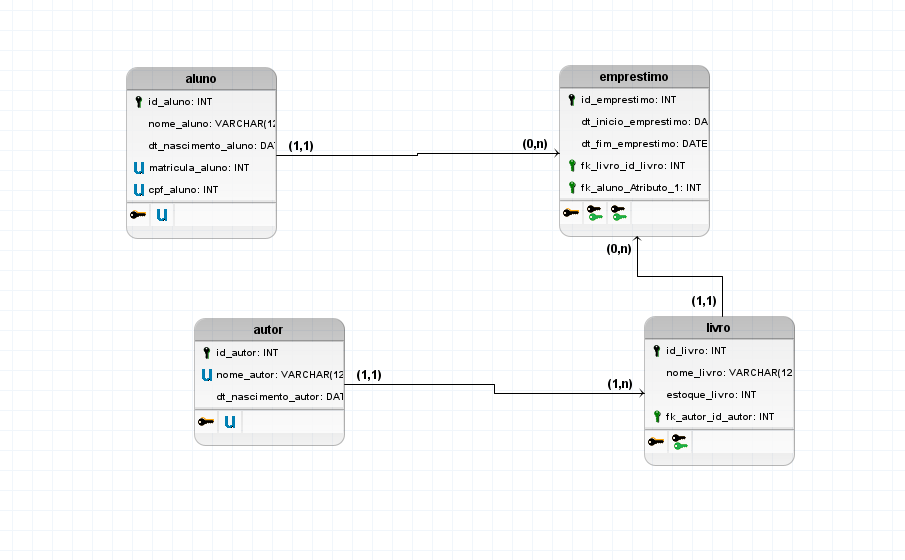 aluno
id_aluno: INT
nome_aluno: VARCHAR(12
dt_nascimento_aluno: DAT
U matricula_aluno: INT
U cpf_aluno: INT
U
(1,1)
(0,n)
emprestimo
id_emprestimo: INT
dt_inicio_emprestimo: DA
dt_fim_emprestimo: DATE
fk_livro_id_livro: INT
fk_aluno_Atributo_1: INT
(0,n)
(1,1)
autor
id_autor: INT
U nome_autor: VARCHAR(12
dt_nascimento_autor: DAT
U
(1,1)
(1,n)
livro
id_livro: INT
nome_livro: VARCHAR(12
estoque_livro: INT
fk_autor_id_autor: INT